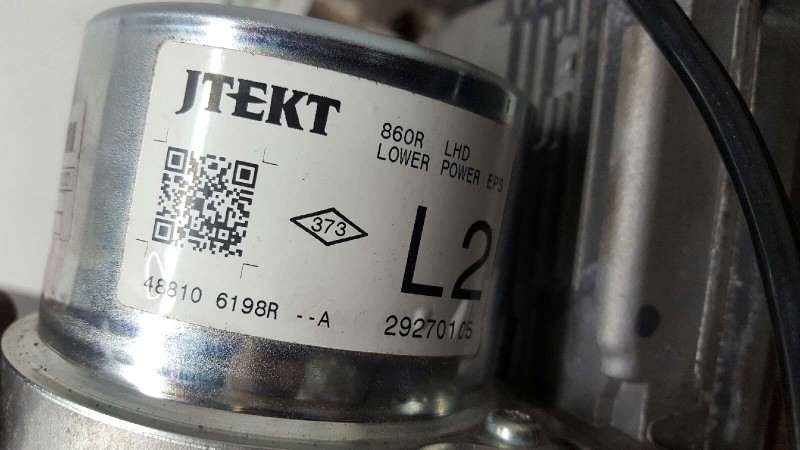 JTEKT
860R LHD
LOWER POWER EPS
373
L2
48810 6198R --A
29270105